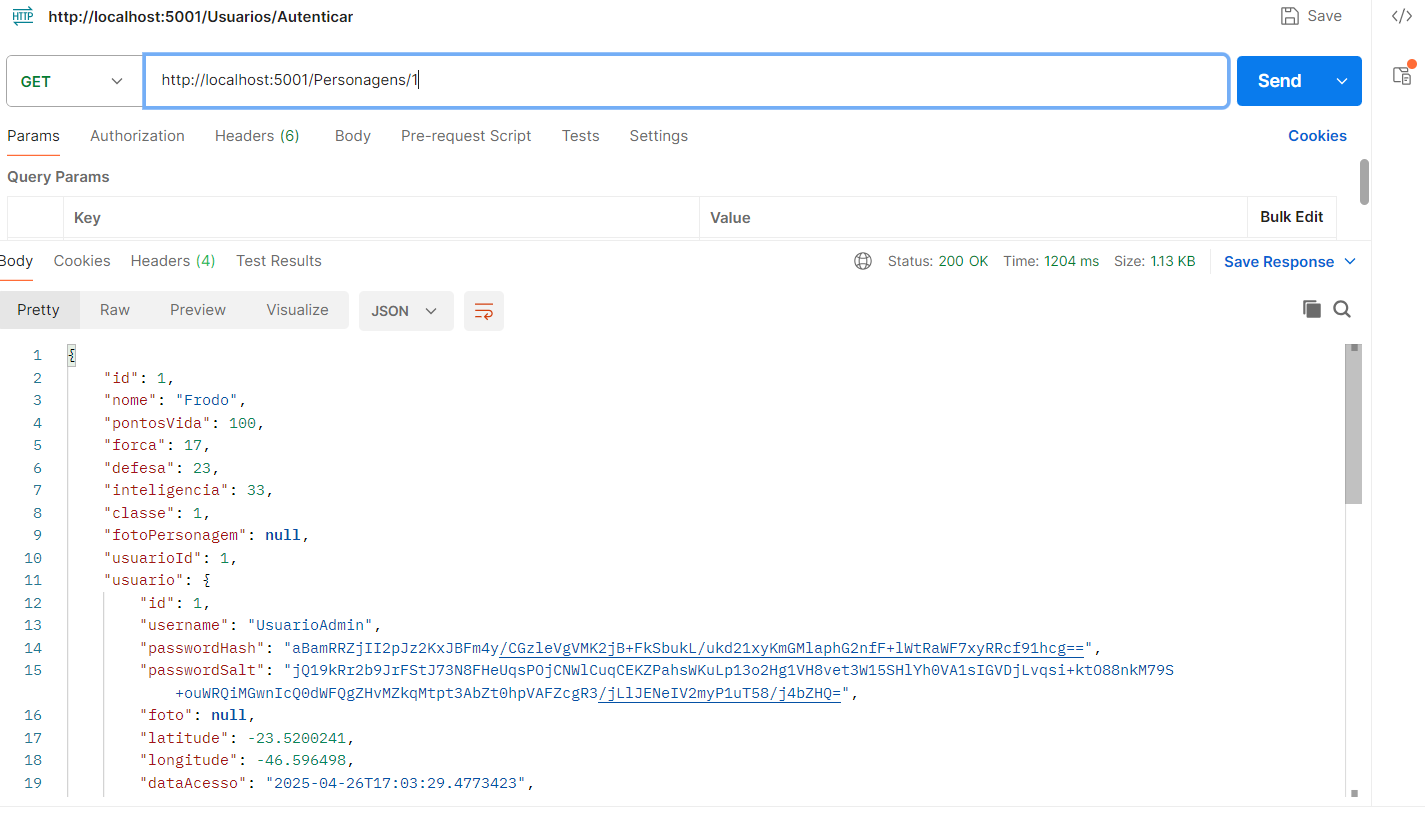 HTTP http://localhost:5001/Usuarios/Autenticar Save </>
GET http://localhost:5001/Personagens/1 Send
Params Authorization Headers (6) Body Pre-request Script Tests Settings Cookies
Query Params
Key Value Bulk Edit
Body Cookies Headers (4) Test Results Status: 200 OK Time: 1204 ms Size: 1.13 KB Save Response
Pretty Raw Preview Visualize JSON
1 {
2 "id": 1,
3 "nome": "Frodo",
4 "pontosVida": 100,
5 "forca": 17,
6 "defesa": 23,
7 "inteligencia": 33,
8 "classe": 1,
9 "fotoPersonagem": null,
10 "usuarioId": 1,
11 "usuario": {
12 "id": 1,
13 "username": "UsuarioAdmin",
14 "passwordHash": "aBamRRZjII2pJz2KxJBFm4y/CGzleVgVMK2jB+FkSbukL/ukd21xyKmGMlaphG2nfF+lWtRaWF7xyRRcf91hcg==",
15 "passwordSalt": "jQ19kRr2b9JrFStJ73N8FHeUqsPOjCNWlCuqCEKZPahsWKuLp13o2Hg1VH8vet3W15SHlYh0VA1sIGVDjLvqsi+ktO88nkM79S
+ouWRQiMGwnIcQ0dWFQgZHvMZkqMtpt3AbZt0hpVAFZcgR3/jLlJENeIV2myP1uT58/j4bZHQ=",
16 "foto": null,
17 "latitude": -23.5200241,
18 "longitude": -46.596498,
19 "dataAcesso": "2025-04-26T17:03:29.4773423",